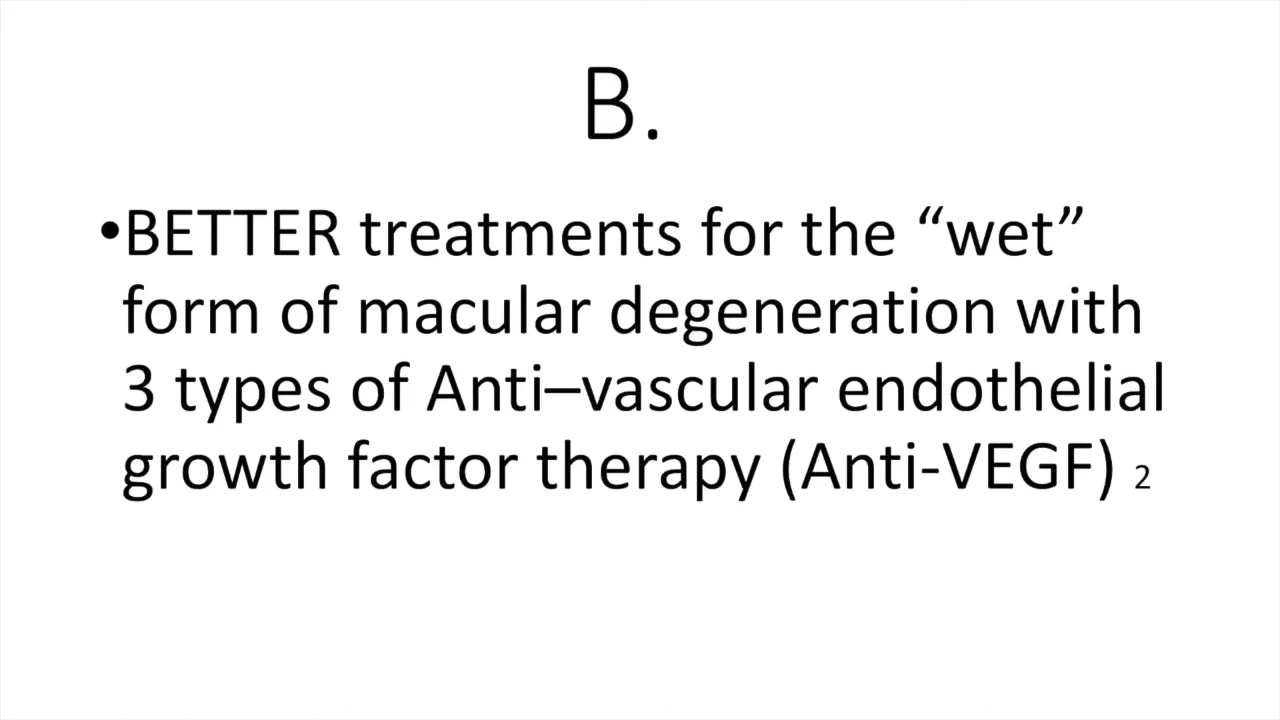 B.
•BETTER treatments for the “wet”
form of macular degeneration with
3 types of Anti–vascular endothelial
growth factor therapy (Anti-VEGF) 2